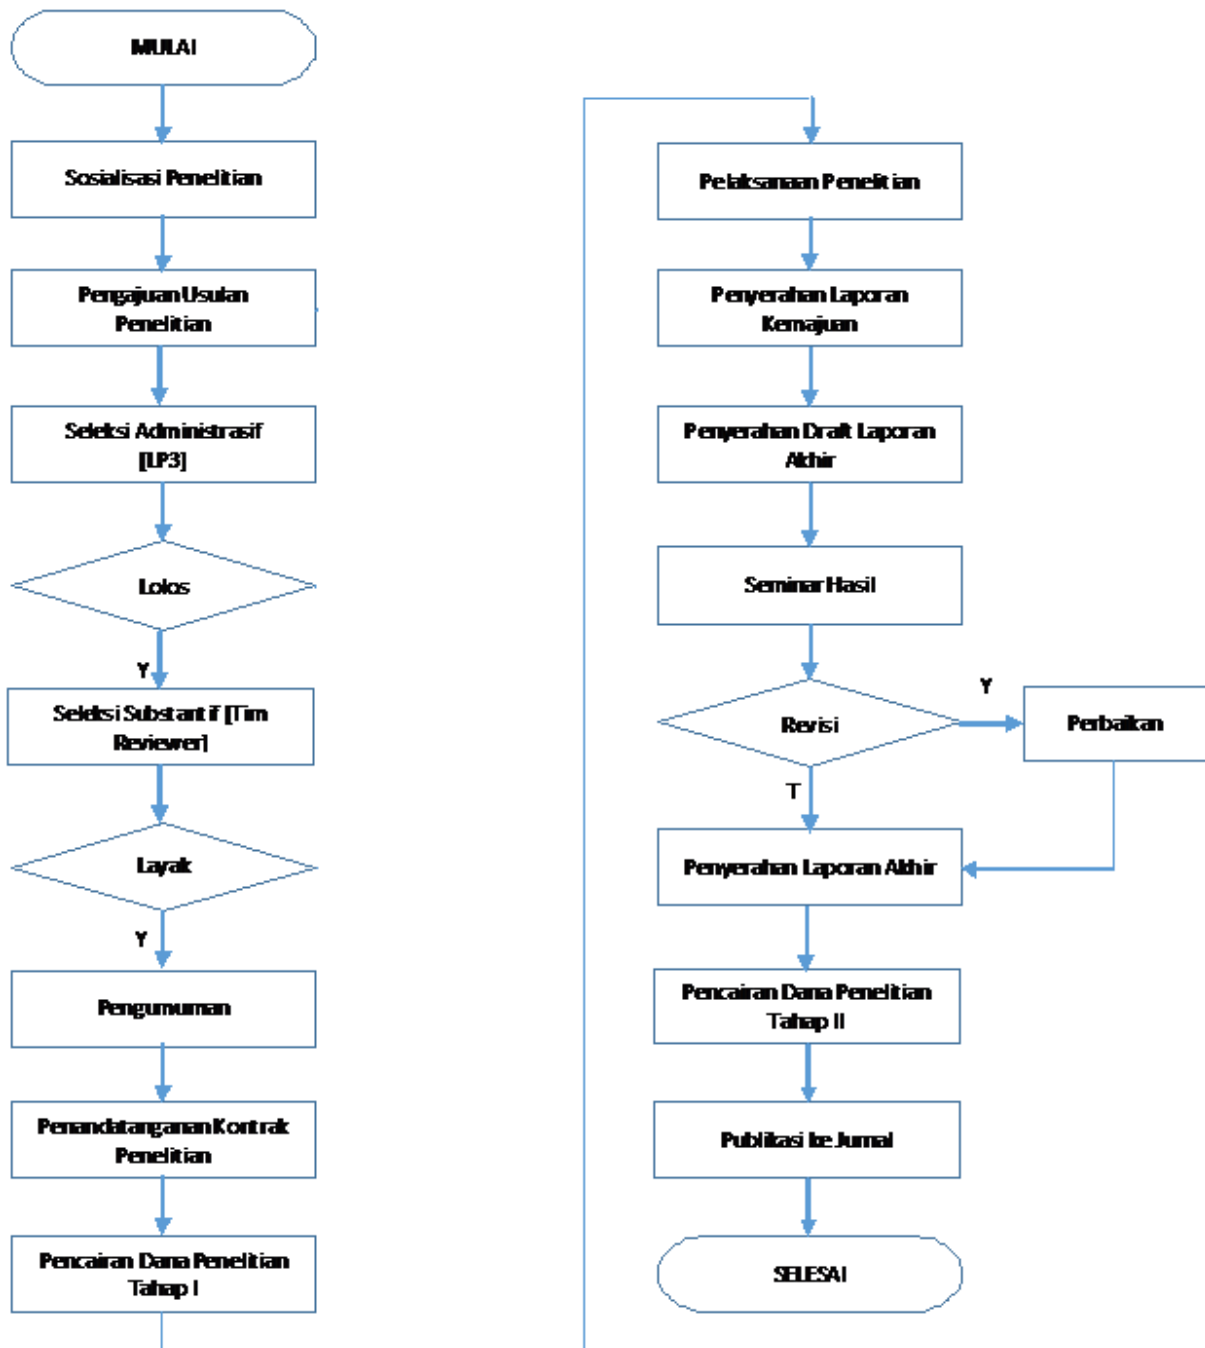 MULAI
Sosialisasi Penelitian
Pengajuan Usulan
Penelitian
Seleksi Administrasif
[LP3]
Lolos
Y
Seleksi Substantif [Tim
Reviewer]
Layak
Y
Pengumuman
Penandatanganan Kontrak
Penelitian
Pencairan Dana Penelitian
Tahap I
Pelaksanaan Penelitian
Penyerahan Laporan
Kemajuan
Penyerahan Draft Laporan
Akhir
Seminar Hasil
Revisi
Y
Perbaikan
T
Penyerahan Laporan Akhir
Pencairan Dana Penelitian
Tahap II
Publikasi ke Jurnal
SELESAI